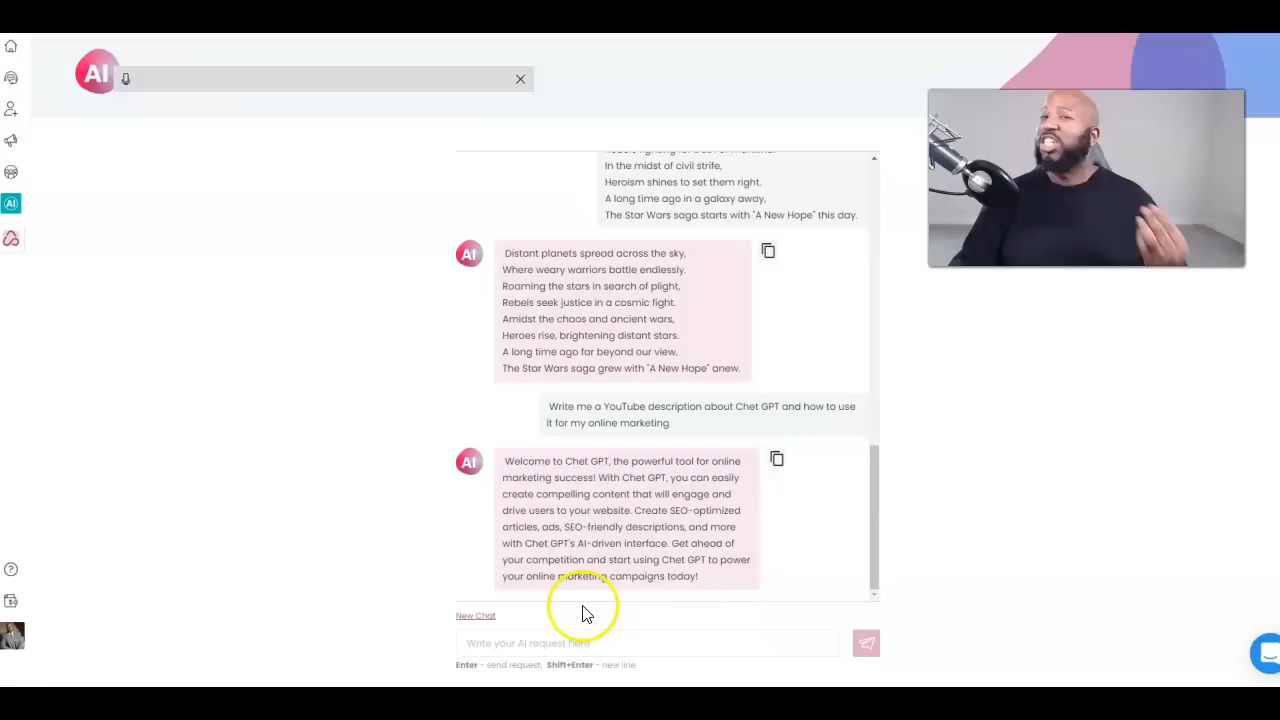 AI
In the midst of civil strife,
Heroism shines to set them right.
A long time ago in a galaxy away,
The Star Wars saga starts with "A New Hope" this day.
AI
Distant planets spread across the sky,
Where weary warriors battle endlessly.
Roaming the stars in search of plight,
Rebels seek justice in a cosmic fight.
Amidst the chaos and ancient wars,
Heroes rise, brightening distant stars.
A long time ago far beyond our view,
The Star Wars saga grew with "A New Hope" anew.
Write me a YouTube description about Chet GPT and how to use
it for my online marketing
AI
Welcome to Chet GPT, the powerful tool for online
marketing success! With Chet GPT, you can easily
create compelling content that will engage and
drive users to your website. Create SEO-optimized
articles, ads, SEO-friendly descriptions, and more
with Chet GPT's AI-driven interface. Get ahead of
your competition and start using Chet GPT to power
your online marketing campaigns today!
New Chat
Write your AI request here
Enter - send request; Shift+Enter - new line
AI